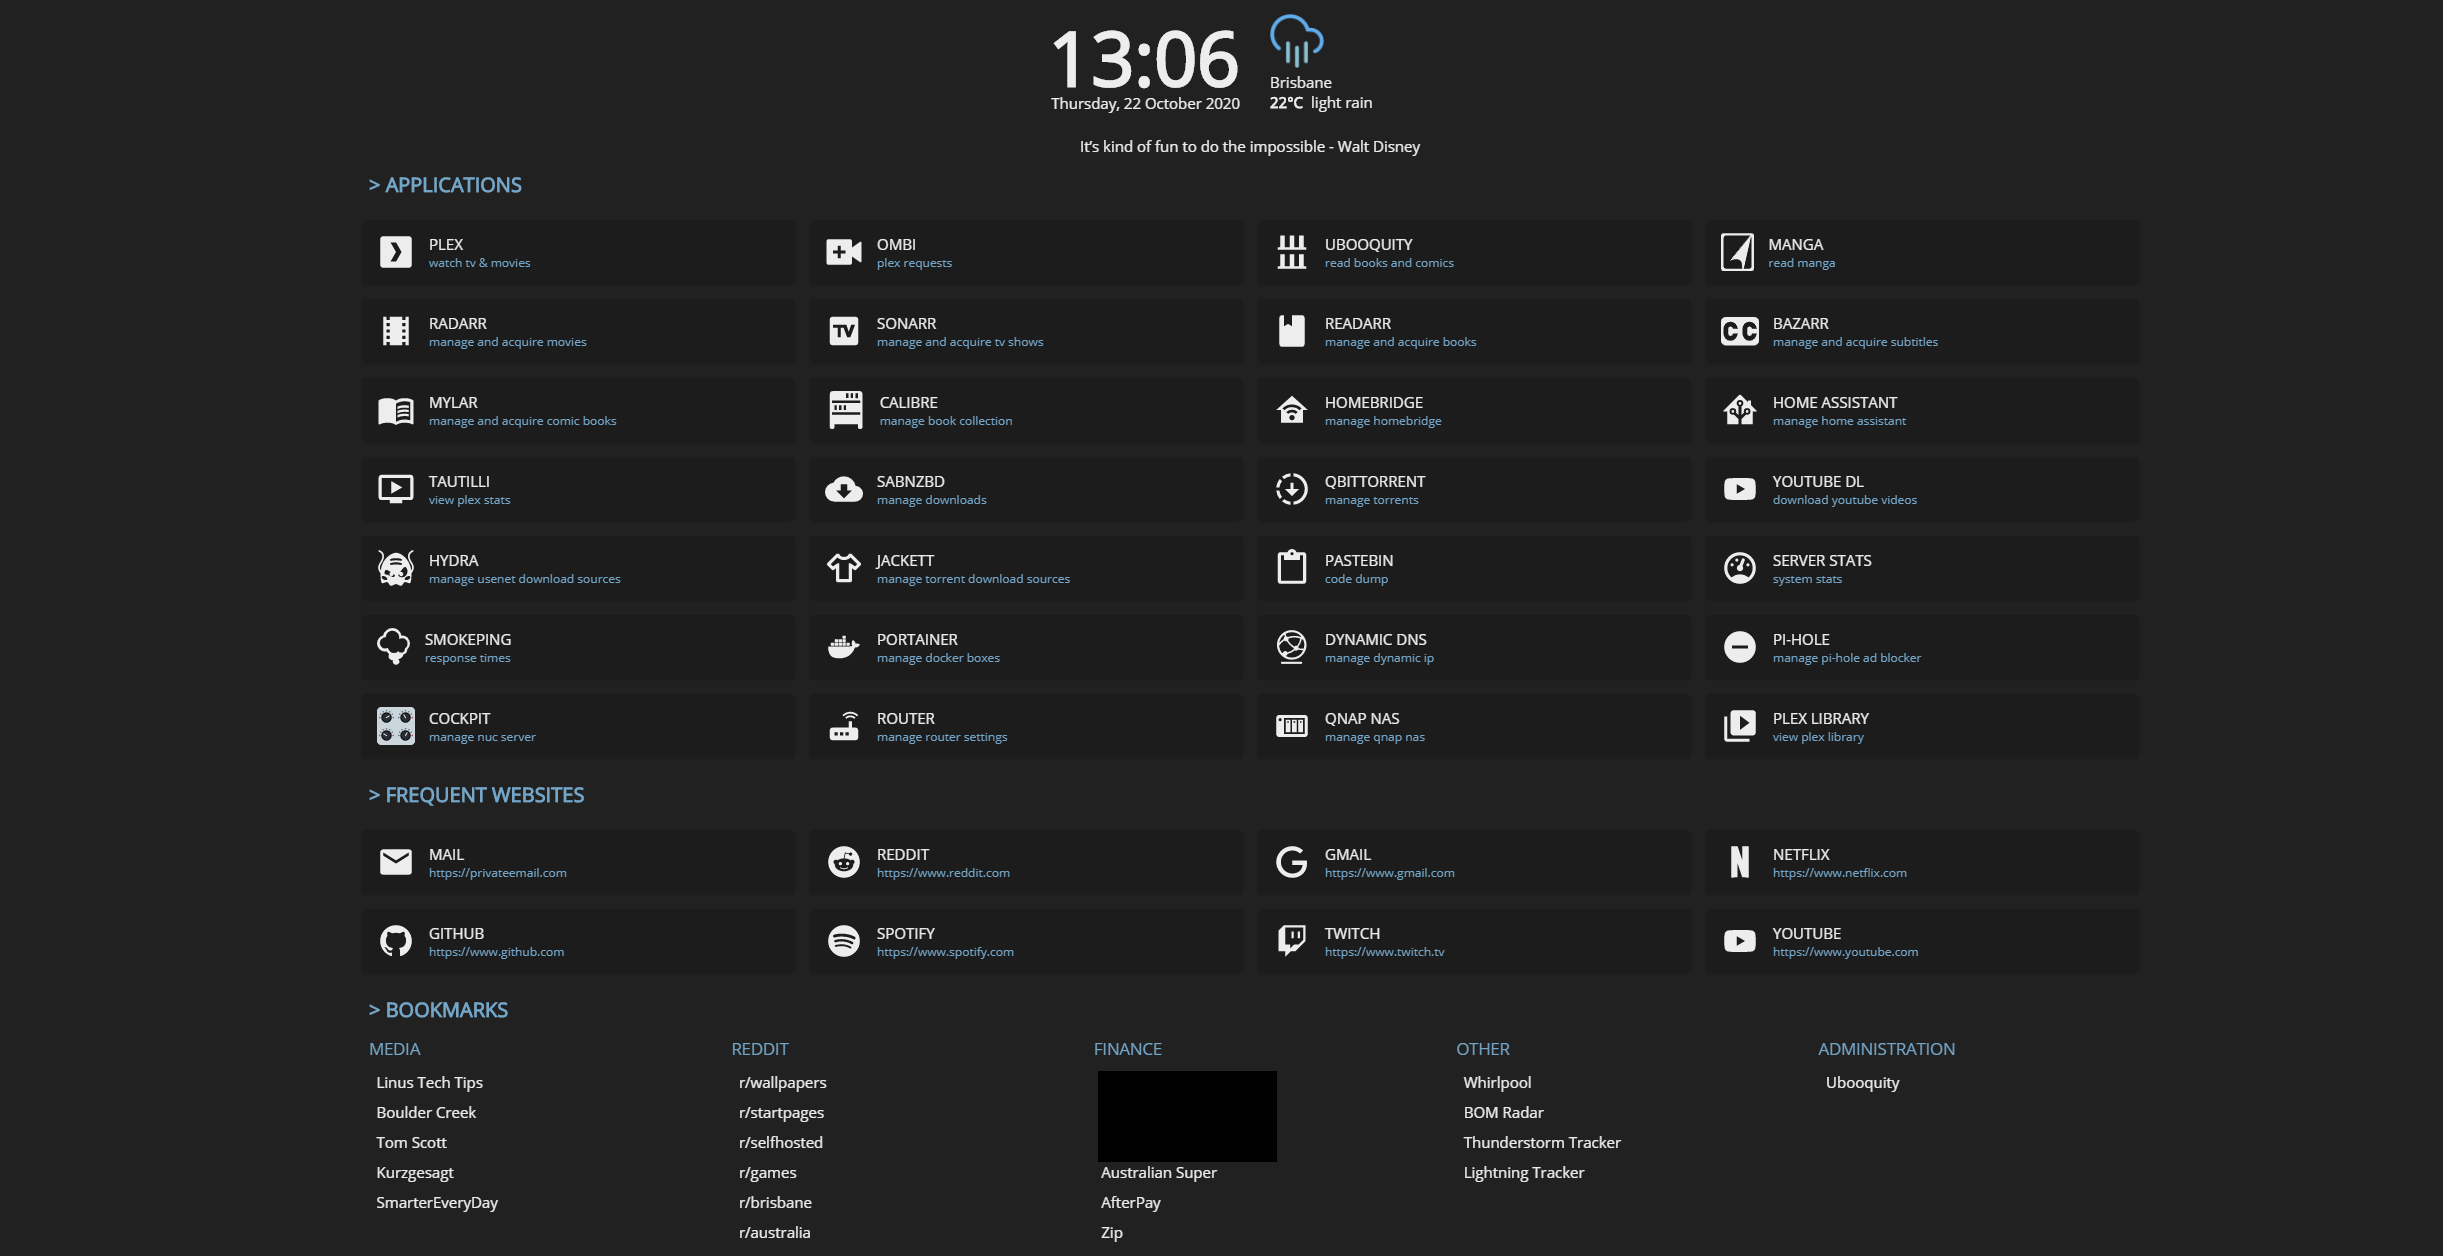 13:06
Thursday, 22 October 2020
Brisbane
22°C light rain
It's kind of fun to do the impossible - Walt Disney
> APPLICATIONS
PLEX
watch tv & movies
OMBI
plex requests
UBOOQUITY
read books and comics
MANGA
read manga
RADARR
manage and acquire movies
TV
SONARR
manage and acquire tv shows
READARR
manage and acquire books
CC
BAZARR
manage and acquire subtitles
MYLAR
manage and acquire comic books
CALIBRE
manage book collection
HOMEBRIDGE
manage homebridge
HOME ASSISTANT
manage home assistant
TAUTILLI
view plex stats
SABNZBD
manage downloads
QBITTORRENT
manage torrents
YOUTUBE DL
download youtube videos
HYDRA
manage usenet download sources
JACKETT
manage torrent download sources
PASTEBIN
code dump
SERVER STATS
system stats
SMOKEPING
response times
PORTAINER
manage docker boxes
DYNAMIC DNS
manage dynamic ip
PI-HOLE
manage pi-hole ad blocker
COCKPIT
manage nuc server
ROUTER
manage router settings
QNAP NAS
manage qnap nas
PLEX LIBRARY
view plex library
> FREQUENT WEBSITES
MAIL
https://privateemail.com
REDDIT
https://www.reddit.com
G
GMAIL
https://www.gmail.com
N
NETFLIX
https://www.netflix.com
GITHUB
https://www.github.com
SPOTIFY
https://www.spotify.com
TWITCH
https://www.twitch.tv
YOUTUBE
https://www.youtube.com
> BOOKMARKS
MEDIA
Linus Tech Tips
Boulder Creek
Tom Scott
Kurzgesagt
SmarterEveryDay
REDDIT
r/wallpapers
r/startpages
r/selfhosted
r/games
r/brisbane
r/australia
FINANCE
Australian Super
AfterPay
Zip
OTHER
Whirlpool
BOM Radar
Thunderstorm Tracker
Lightning Tracker
ADMINISTRATION
Ubooquity